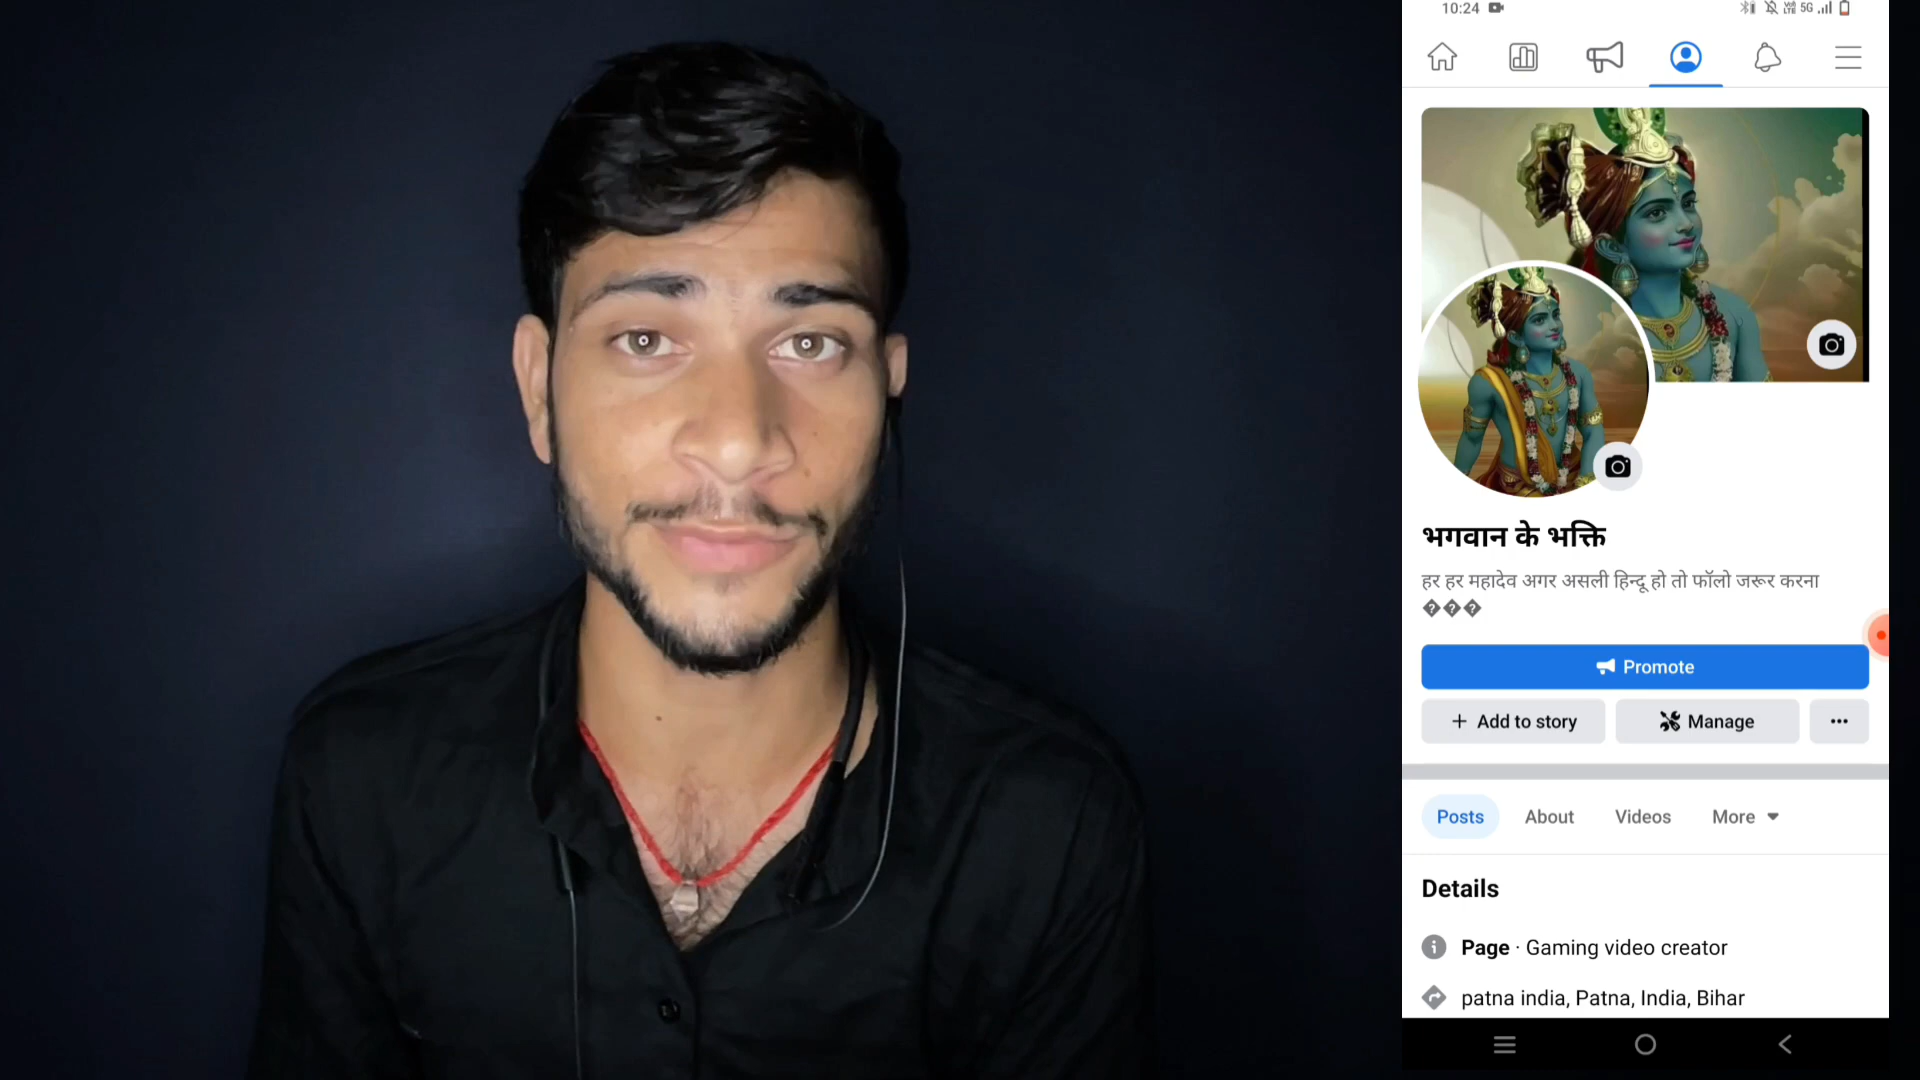 10:24
5G
भगवान के भक्ति
हर हर महादेव अगर असली हिन्दू हो तो फॉलो जरूर करना
���
Promote
+ Add to story
Manage
Posts
About
Videos
More
Details
Page · Gaming video creator
patna india, Patna, India, Bihar